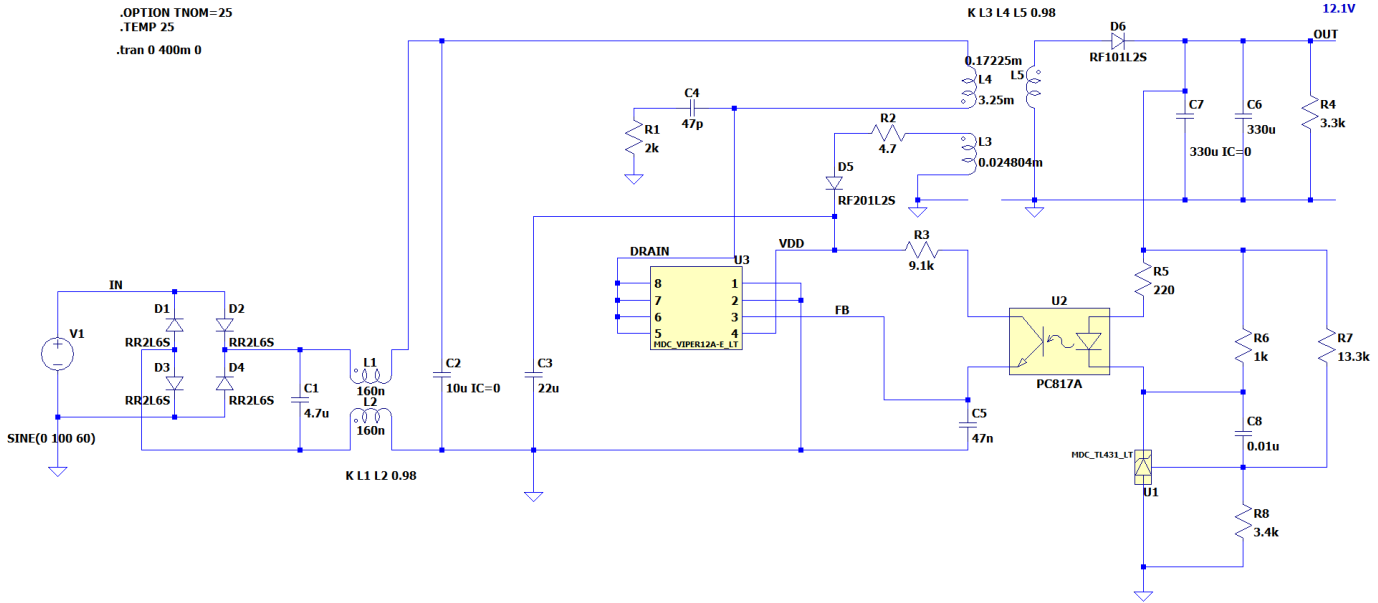 .OPTION TNOM=25
.TEMP 25
.tran 0 400m 0
K L3 L4 L5 0.98
12.1V
OUT
D6
RF101L2S
0.17225m
L4
3.25m
L5
C4
47p
R1
2k
R2
4.7
L3
0.024804m
C7
330u IC=0
C6
330u
R4
3.3k
D5
RF201L2S
DRAIN
U3
VDD
R3
9.1k
8
7
6
5
1
2
3
4
MDC_VIPER12A-E_LT
FB
U2
PC817A
R5
220
R6
1k
R7
13.3k
IN
V1
SINE(0 100 60)
D1
RR2L6S
D2
RR2L6S
D3
RR2L6S
D4
RR2L6S
C1
4.7u
L1
160n
L2
160n
K L1 L2 0.98
C2
10u IC=0
C3
22u
C5
47n
C8
0.01u
MDC_TL431_LT
U1
R8
3.4k